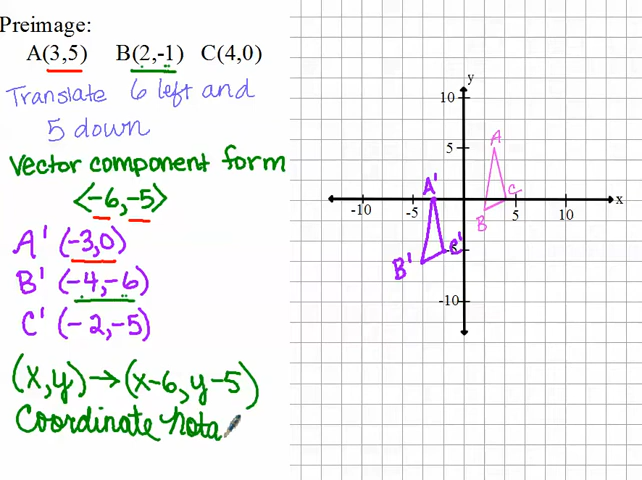 Preimage:
A(3,5) B(2,-1) C(4,0)
Translate 6 left and
5 down
Vector component form
<-6,-5>
A' (-3,0)
B' (-4,-6)
C' (-2,-5)
(x,y)→(x-6,y-5)
Coordinate nota
y
10
5
A
C
B
x
-10
-5
5
10
A'
-5
C'
B'
-10